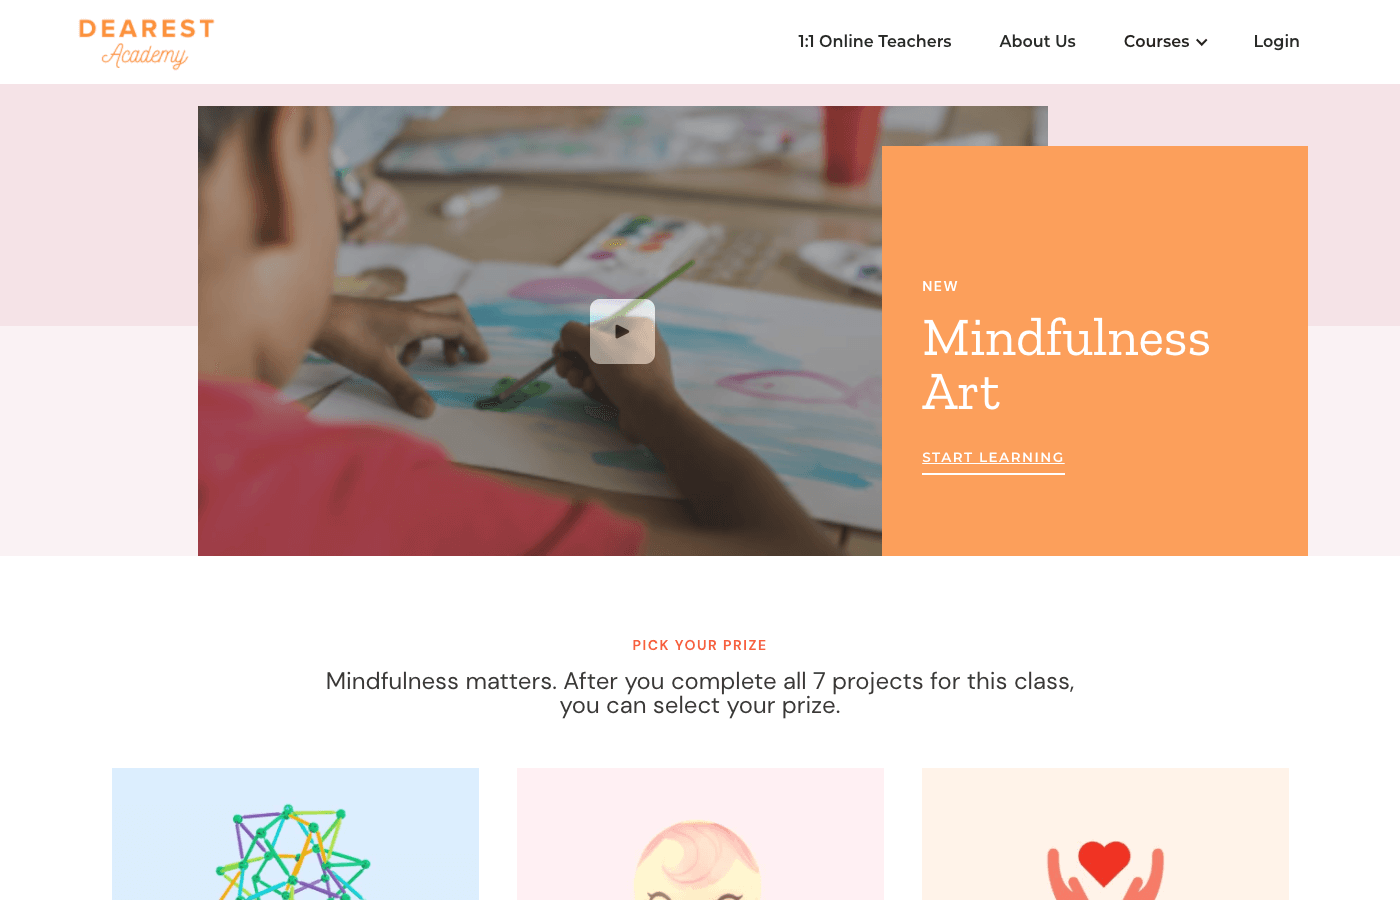 DEAREST
Academy
1:1 Online Teachers
About Us
Courses
Login
NEW
Mindfulness
Art
START LEARNING
PICK YOUR PRIZE
Mindfulness matters. After you complete all 7 projects for this class,
you can select your prize.